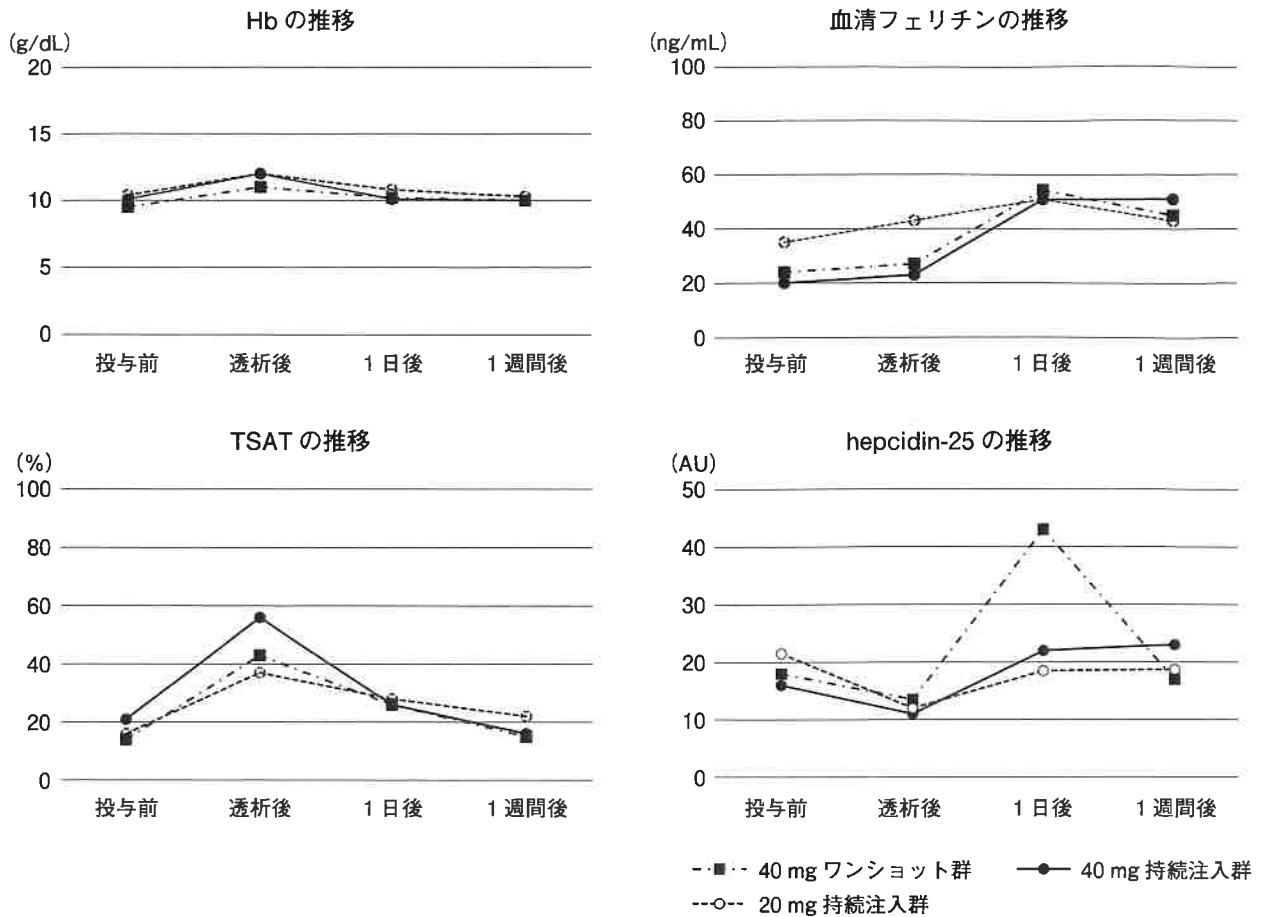 Hb の推移
(g/dL)
20
15
10
5
0
投与前 透析後 1日後 1週間後
血清フェリチンの推移
(ng/mL)
100
80
60
40
20
0
投与前 透析後 1日後 1週間後
TSAT の推移
(%)
100
80
60
40
20
0
投与前 透析後 1日後 1週間後
hepcidin-25 の推移
(AU)
50
40
30
20
10
0
投与前 透析後 1日後 1週間後
40 mg ワンショット群 40 mg 持続注入群
20 mg 持続注入群